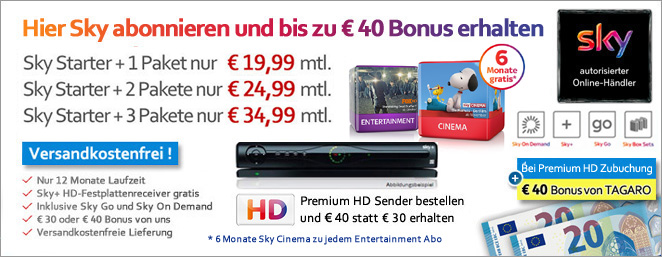 Hier Sky abonnieren und bis zu € 40 Bonus erhalten
Sky Starter + 1 Paket nur € 19,99 mtl.
Sky Starter + 2 Pakete nur € 24,99 mtl.
Sky Starter + 3 Pakete nur € 34,99 mtl.
6
Monate
gratis*
ENTERTAINMENT
CINEMA
sky
autorisierter
Online-Händler
Sky On Demand
Sky+
Sky Go
Sky Box Sets
Versandkostenfrei !
Nur 12 Monate Laufzeit
Sky+ HD-Festplattenreceiver gratis
Inklusive Sky Go und Sky On Demand
€ 30 oder € 40 Bonus von uns
Versandkostenfreie Lieferung
Abbildungsbeispiel
HD
Premium HD Sender bestellen
und € 40 statt € 30 erhalten
* 6 Monate Sky Cinema zu jedem Entertainment Abo
+
Bei Premium HD Zubuchung
€ 40 Bonus von TAGARO
20
20